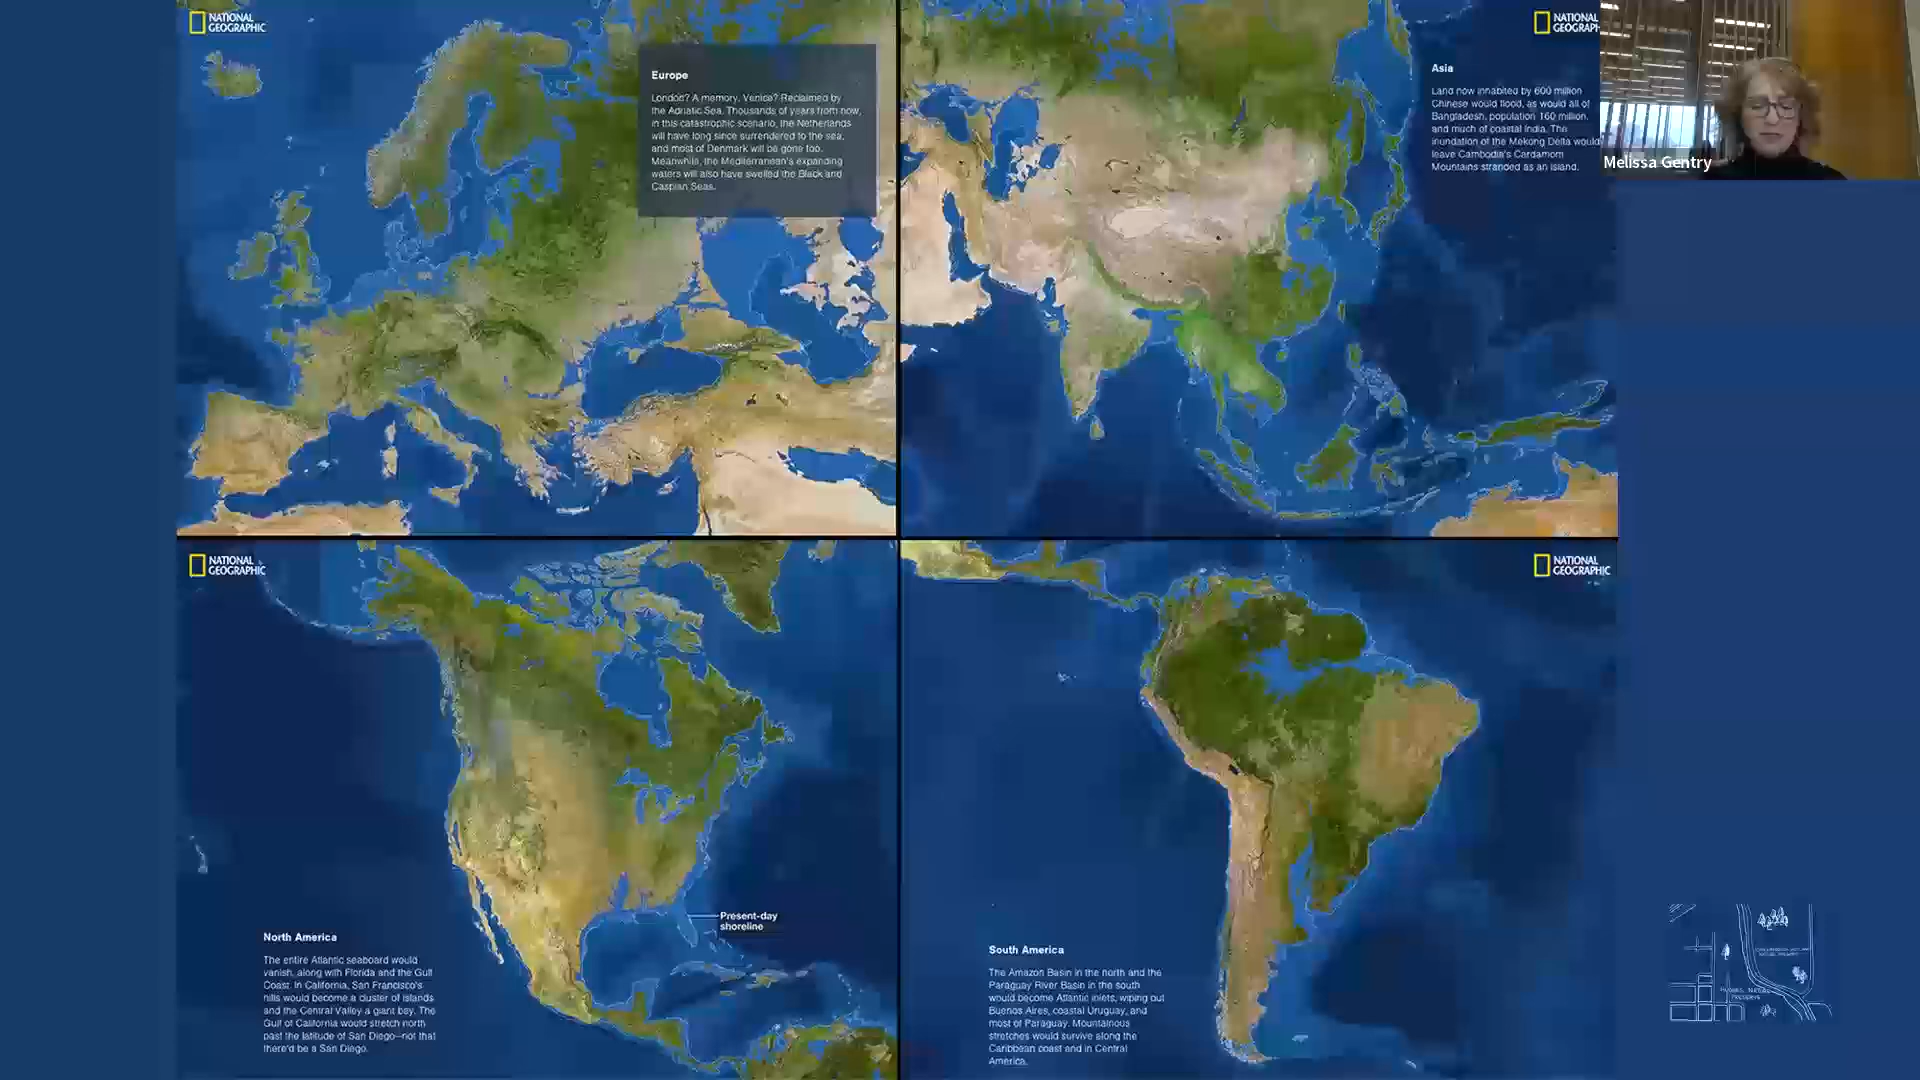 NATIONAL
GEOGRAPHIC
Europe
London? A memory. Venice? Reclaimed by
the Adriatic Sea. Thousands of years from now,
in this catastrophic scenario, the Netherlands
will have long since surrendered to the sea,
and most of Denmark will be gone too.
Meanwhile, the Mediterranean's expanding
waters will also have swelled the Black and
Caspian Seas.
NATIONAL
GEOGRAPH
Asia
Land now inhabited by 600 million
Chinese would flood, as would all of
Bangladesh, population 160 million,
and much of coastal India. The
inundation of the Mekong Delta would
leave Cambodia's Cardamom
Mountains stranded as an island.
Melissa Gentry
NATIONAL
GEOGRAPHIC
Present-day
shoreline
North America
The entire Atlantic seaboard would
vanish, along with Florida and the Gulf
Coast. In California, San Francisco's
hills would become a cluster of islands
and the Central Valley a giant bay. The
Gulf of California would stretch north
past the latitude of San Diego—not that
there'd be a San Diego.
NATIONAL
GEOGRAPHIC
South America
The Amazon Basin in the north and the
Paraguay River Basin in the south
would become Atlantic inlets, wiping out
Buenos Aires, coastal Uruguay, and
most of Paraguay. Mountainous
stretches would survive along the
Caribbean coast and in Central
America.